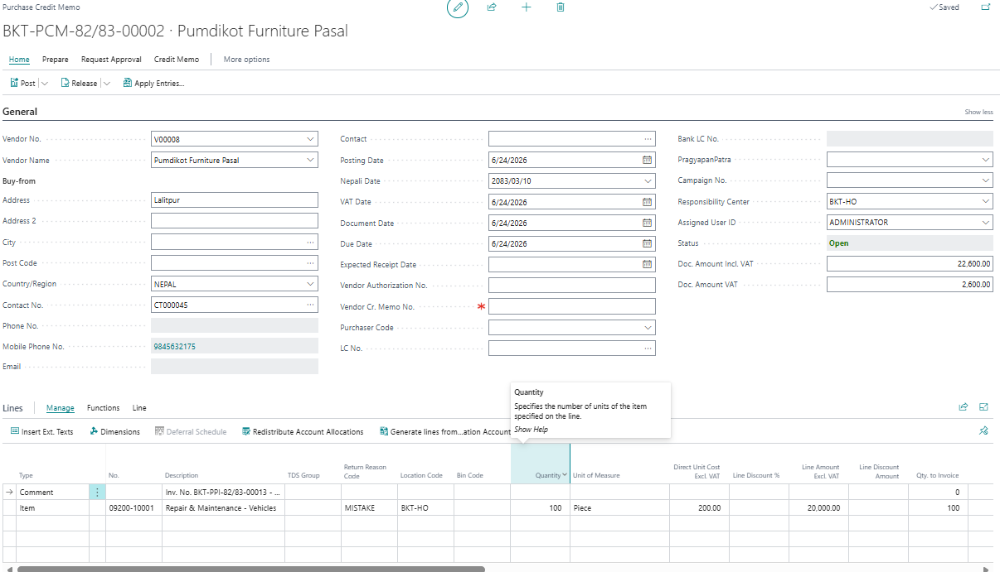 Purchase Credit Memo
Saved
BKT-PCM-82/83-00002 · Pumdikot Furniture Pasal
Home Prepare Request Approval Credit Memo More options
Post Release Apply Entries...
General Show less
Vendor No. V00008
Vendor Name Pumdikot Furniture Pasal
Buy-from
Address Lalitpur
Address 2
City
Post Code
Country/Region NEPAL
Contact No. CT000045
Phone No.
Mobile Phone No. 9845632175
Email
Contact
Posting Date 6/24/2026
Nepali Date 2083/03/10
VAT Date 6/24/2026
Document Date 6/24/2026
Due Date 6/24/2026
Expected Receipt Date
Vendor Authorization No.
Vendor Cr. Memo No. *
Purchaser Code
LC No.
Bank LC No.
PragyapanPatra
Campaign No.
Responsibility Center BKT-HO
Assigned User ID ADMINISTRATOR
Status Open
Doc. Amount Incl. VAT 22,600.00
Doc. Amount VAT 2,600.00
Quantity
Specifies the number of units of the item
specified on the line.
Show Help
Lines Manage Functions Line
Insert Ext. Texts Dimensions Deferral Schedule Redistribute Account Allocations Generate lines from...ation Account
Type No. Description TDS Group Return Reason Code Location Code Bin Code Quantity Unit of Measure Direct Unit Cost Excl. VAT Line Discount % Line Amount Excl. VAT Line Discount Amount Qty. to Invoice
Comment Inv. No. BKT-PPI-82/83-00013 - ... 0
Item 09200-10001 Repair & Maintenance - Vehicles MISTAKE BKT-HO 100 Piece 200.00 20,000.00 100